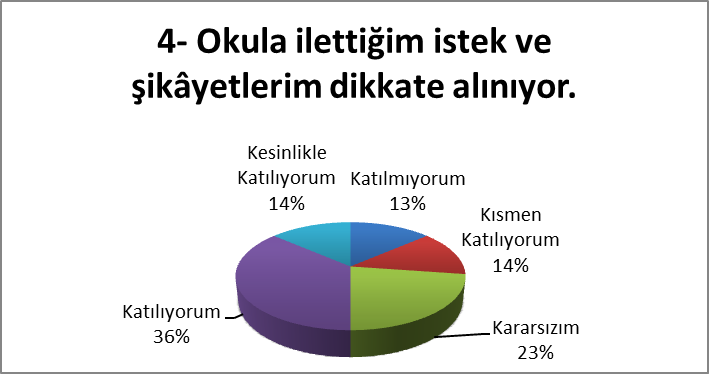 4- Okula ilettiğim istek ve
şikâyetlerim dikkate alınıyor.
Kesinlikle
Katılıyorum
14%
Katılmıyorum
13%
Kısmen
Katılıyorum
14%
Katılıyorum
36%
Kararsızım
23%